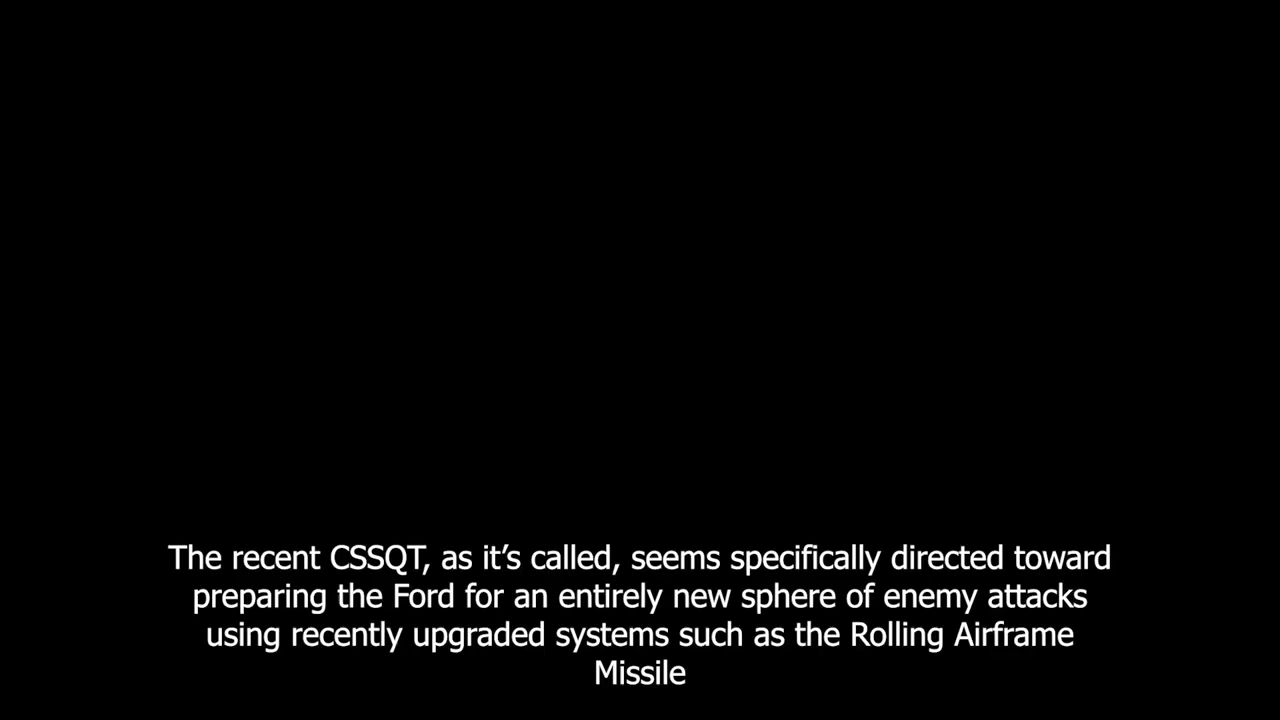 The recent CSSQT, as it’s called, seems specifically directed toward
preparing the Ford for an entirely new sphere of enemy attacks
using recently upgraded systems such as the Rolling Airframe
Missile